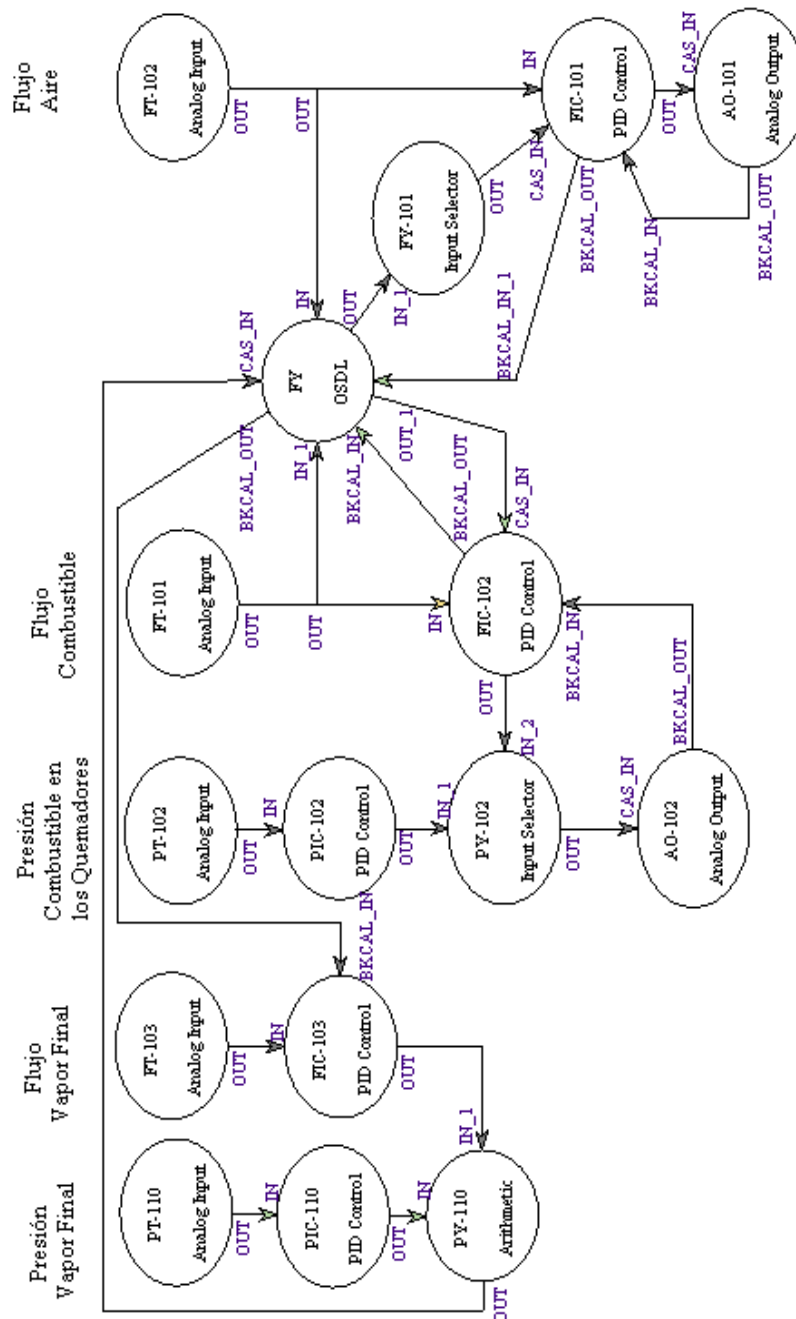 Presión
Vapor Final
Flujo
Vapor Final
Presión
Combustible en
los Quemadores
Flujo
Combustible
Flujo
Aire
PT-110
Analog Input
OUT
FT-103
Analog Input
OUT
PT-102
Analog Input
OUT
FT-101
Analog Input
OUT
OUT
PT-102
Analog Input
OUT
OUT
IN
PIC-110
PID Control
OUT
IN
FIC-103
PID Control
OUT
BKCAL_IN
IN
PIC-102
PID Control
OUT
BKCAL_OUT
CAS_IN
IN_1
IN
FY
OSDL
BKCAL_IN
OUT_1
OUT
BKCAL_IN_1
IN_1
FY-101
Input Selector
OUT
IN
IN_1
PY-110
Arithmetic
OUT
IN_1
IN_2
PY-102
Input Selector
OUT
IN
CAS_IN
BKCAL_OUT
FIC-102
PID Control
OUT
BKCAL_IN
IN
CAS_IN
FIC-101
PID Control
BKCAL_OUT
OUT
BKCAL_IN
CAS_IN
AO-102
Analog Output
BKCAL_OUT
CAS_IN
AO-101
Analog Output
BKCAL_OUT